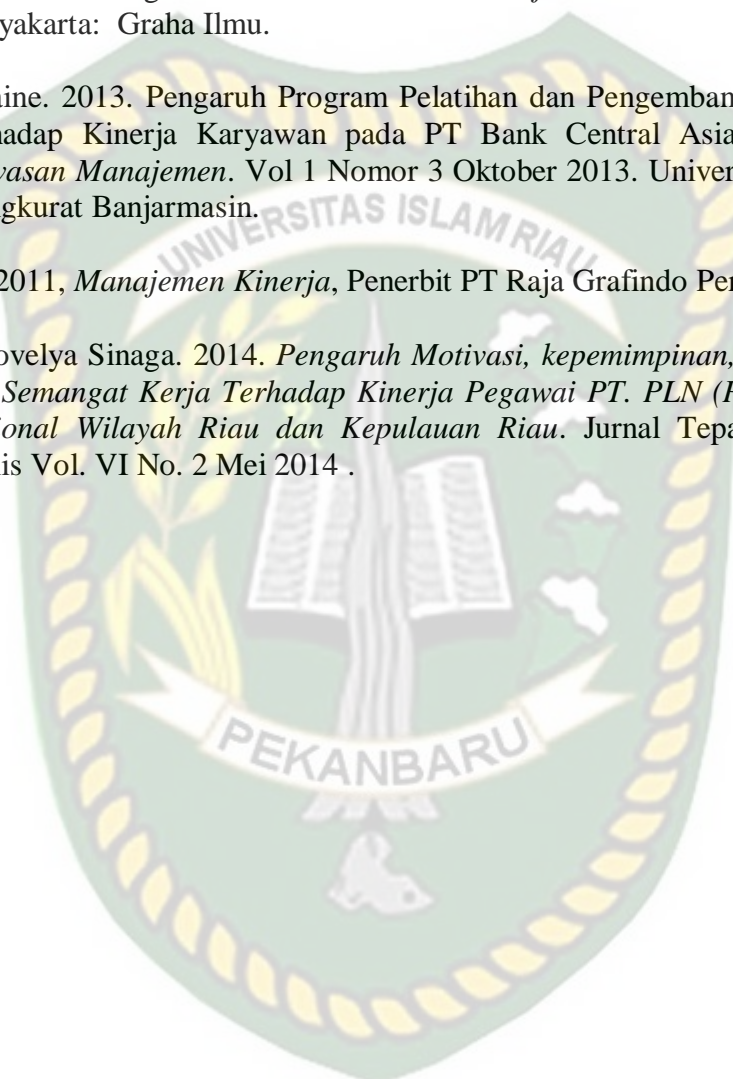 yakarta: Graha Ilmu.
aine. 2013. Pengaruh Program Pelatihan dan Pengemban
hadap Kinerja Karyawan pada PT Bank Central Asia
vasan Manajemen. Vol 1 Nomor 3 Oktober 2013. Univer
gkurat Banjarmasin.
2011, Manajemen Kinerja, Penerbit PT Raja Grafindo Per
ovelya Sinaga. 2014. Pengaruh Motivasi, kepemimpinan,
Semangat Kerja Terhadap Kinerja Pegawai PT. PLN (P
ional Wilayah Riau dan Kepulauan Riau. Jurnal Tepa
is Vol. VI No. 2 Mei 2014 .
UNIVERSITAS ISLAM RIAU
PEKANBARU